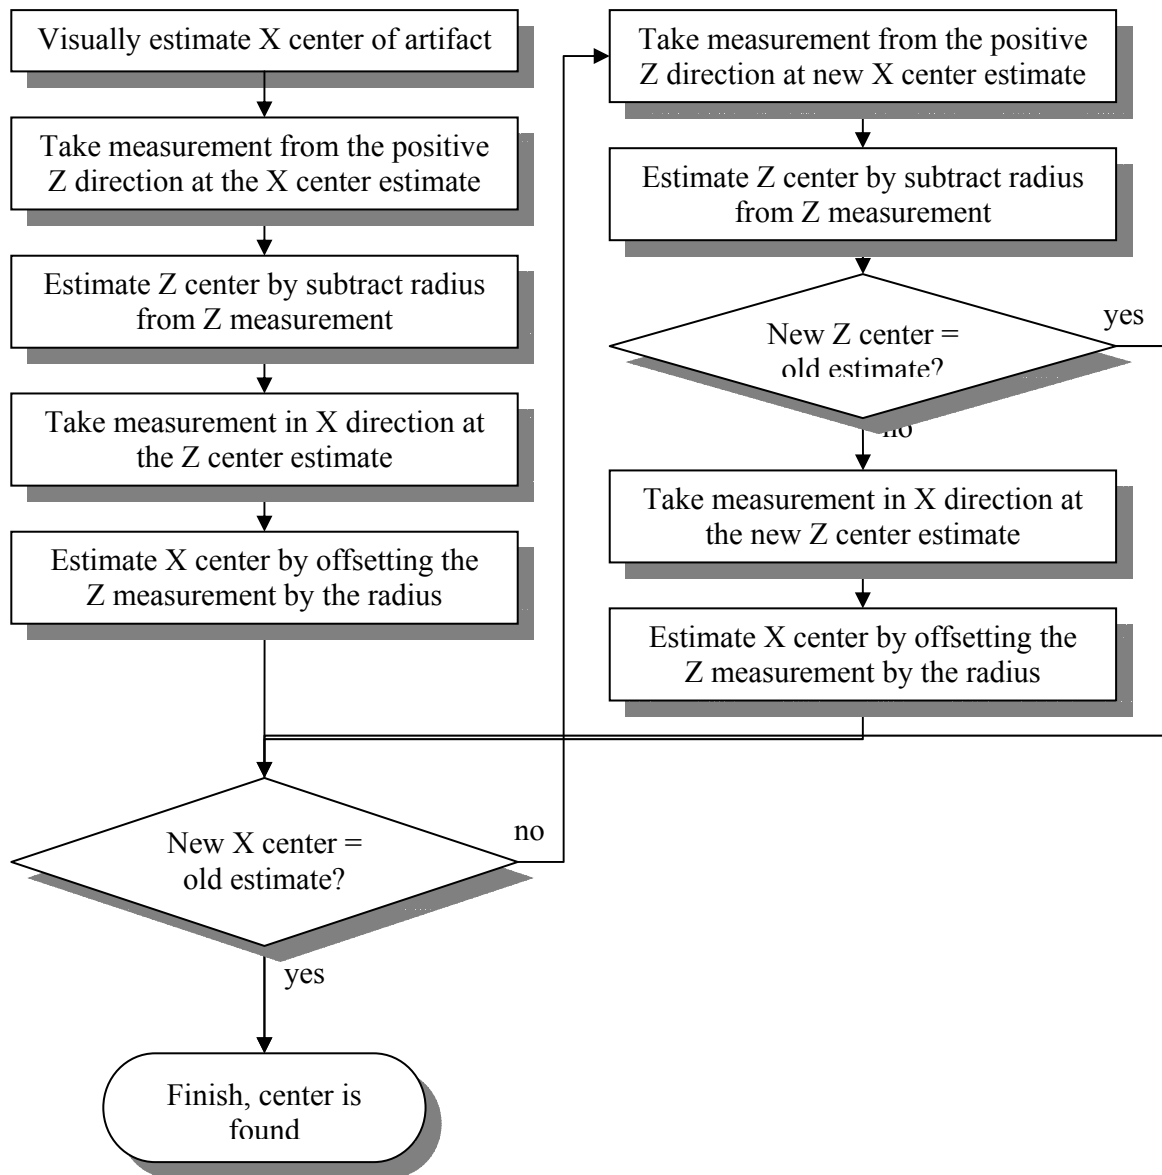 Visually estimate X center of artifact
Take measurement from the positive
Z direction at the X center estimate
Estimate Z center by subtract radius
from Z measurement
Take measurement in X direction at
the Z center estimate
Estimate X center by offsetting the
Z measurement by the radius
New X center =
old estimate?
no
yes
Finish, center is
found
Take measurement from the positive
Z direction at new X center estimate
Estimate Z center by subtract radius
from Z measurement
New Z center =
old estimate?
yes
no
Take measurement in X direction at
the new Z center estimate
Estimate X center by offsetting the
Z measurement by the radius